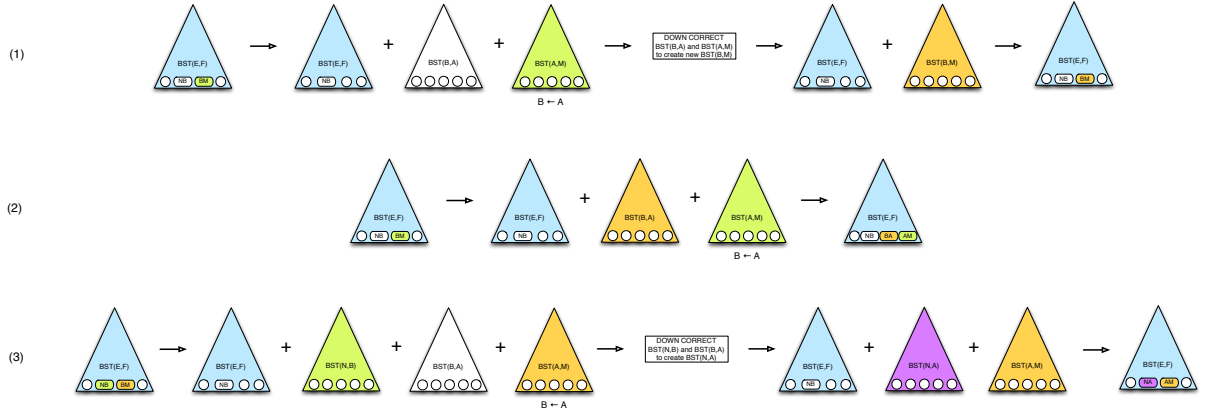 (1)
BST(E,F)
NB BM
BST(E,F)
NB
+
BST(B,A)
+
BST(A,M)
B ← A
DOWN CORRECT
BST(B,A) and BST(A,M)
to create new BST(B,M)
BST(E,F)
NB
+
BST(B,M)
BST(E,F)
NB BM
(2)
BST(E,F)
NB BM
BST(E,F)
NB
+
BST(B,A)
+
BST(A,M)
B ← A
BST(E,F)
NB BA AM
(3)
BST(E,F)
NB BM
BST(E,F)
NB
+
BST(N,B)
+
BST(B,A)
+
BST(A,M)
B ← A
DOWN CORRECT
BST(N,B) and BST(B,A)
to create BST(N,A)
BST(E,F)
NB
+
BST(N,A)
+
BST(A,M)
BST(E,F)
NA AM